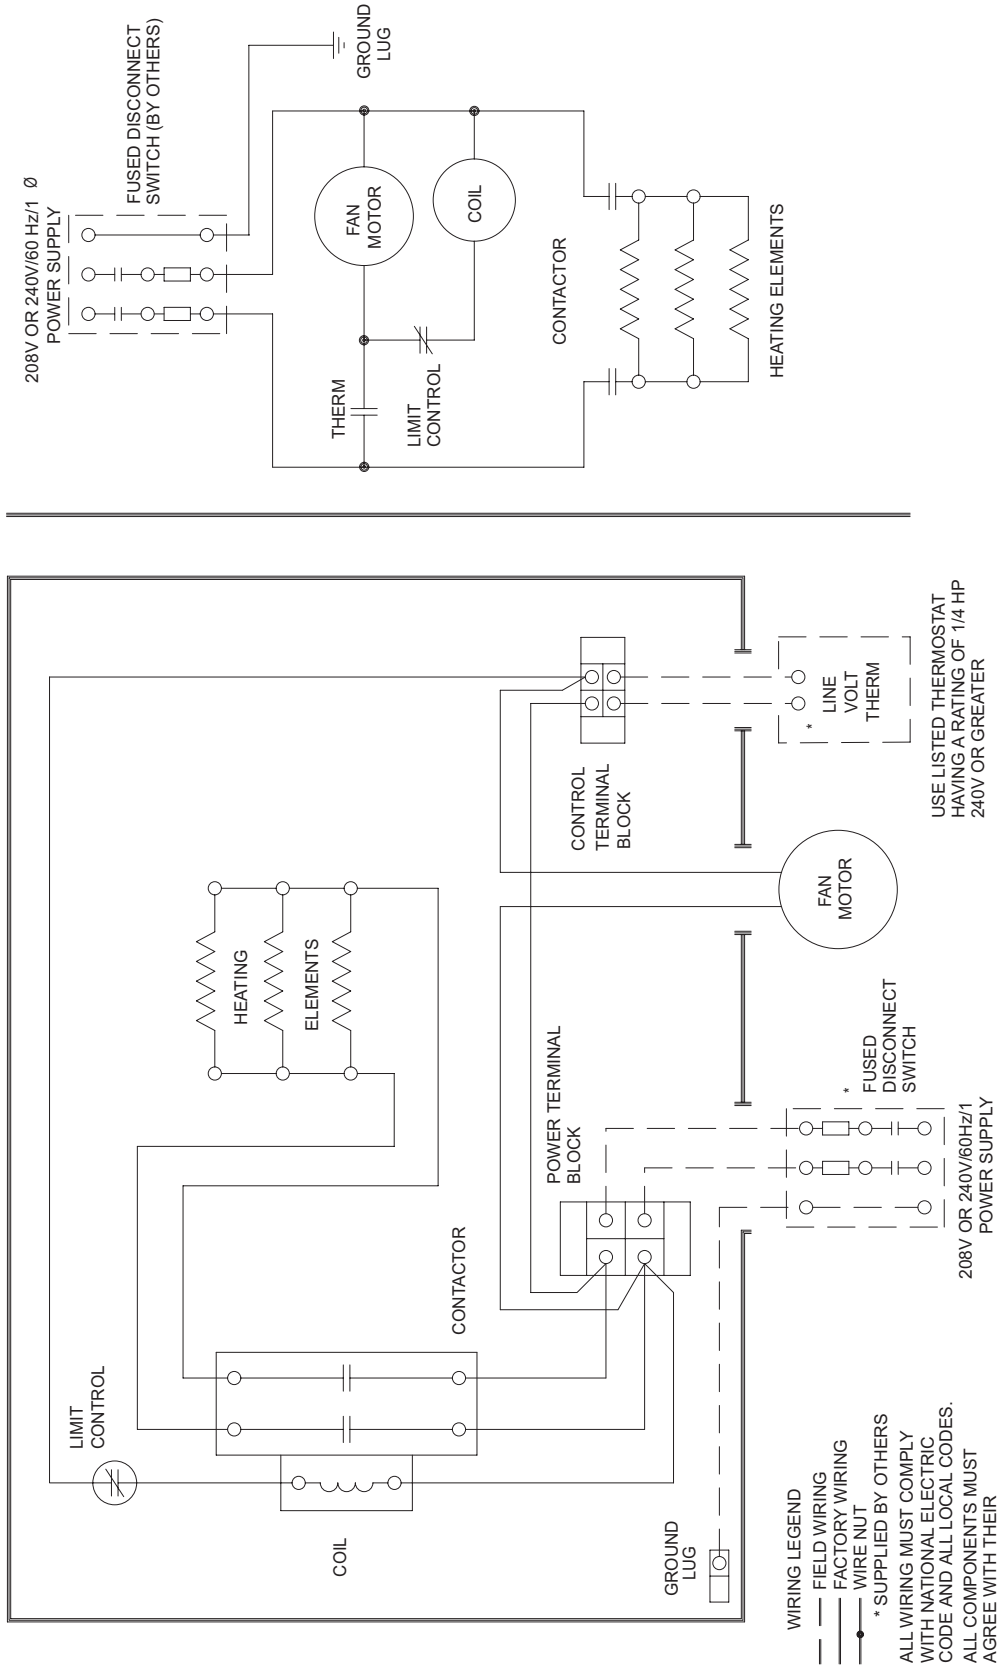 LIMIT
CONTROL
COIL
CONTACTOR
HEATING
ELEMENTS
GROUND
LUG
POWER TERMINAL
BLOCK
CONTROL
TERMINAL
BLOCK
*
FUSED
DISCONNECT
SWITCH
208V OR 240V/60Hz/1
POWER SUPPLY
FAN
MOTOR
*
LINE
VOLT
THERM
USE LISTED THERMOSTAT
HAVING A RATING OF 1/4 HP
240V OR GREATER
WIRING LEGEND
FIELD WIRING
FACTORY WIRING
WIRE NUT
* SUPPLIED BY OTHERS
ALL WIRING MUST COMPLY
WITH NATIONAL ELECTRIC
CODE AND ALL LOCAL CODES.
ALL COMPONENTS MUST
AGREE WITH THEIR
208V OR 240V/60 Hz/1 Ø
POWER SUPPLY
FUSED DISCONNECT
SWITCH (BY OTHERS)
GROUND
LUG
THERM
FAN
MOTOR
LIMIT
CONTROL
COIL
CONTACTOR
HEATING ELEMENTS